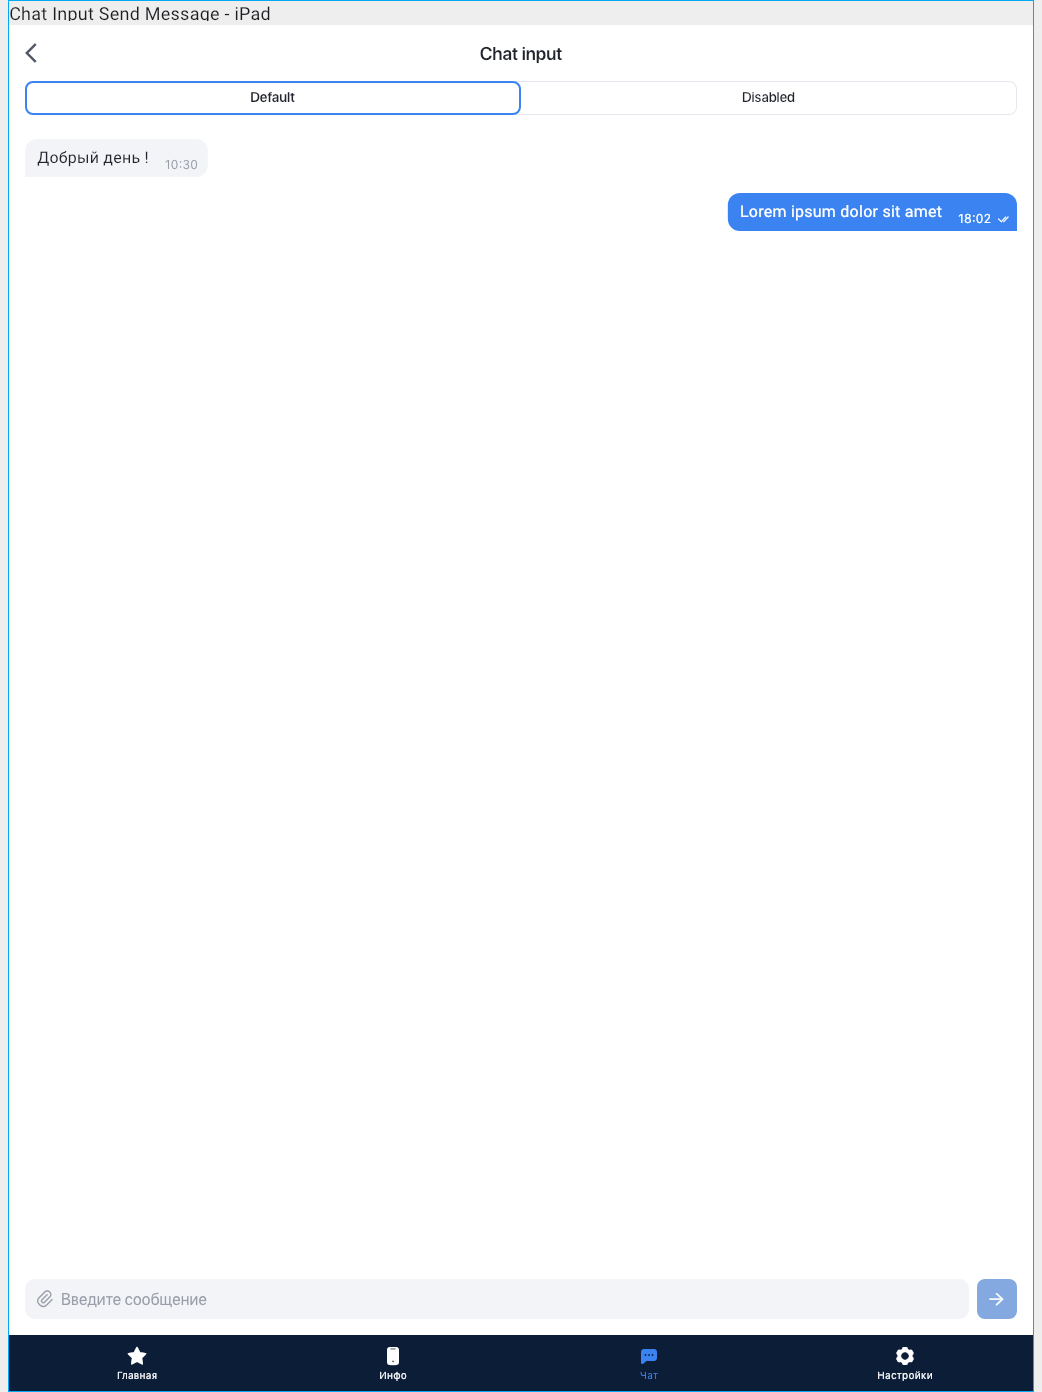 Chat Input Send Message - iPad
Chat input
Default
Disabled
Добрый день !
10:30
Lorem ipsum dolor sit amet
18:02
Введите сообщение
Главная
Инфо
Чат
Настройки